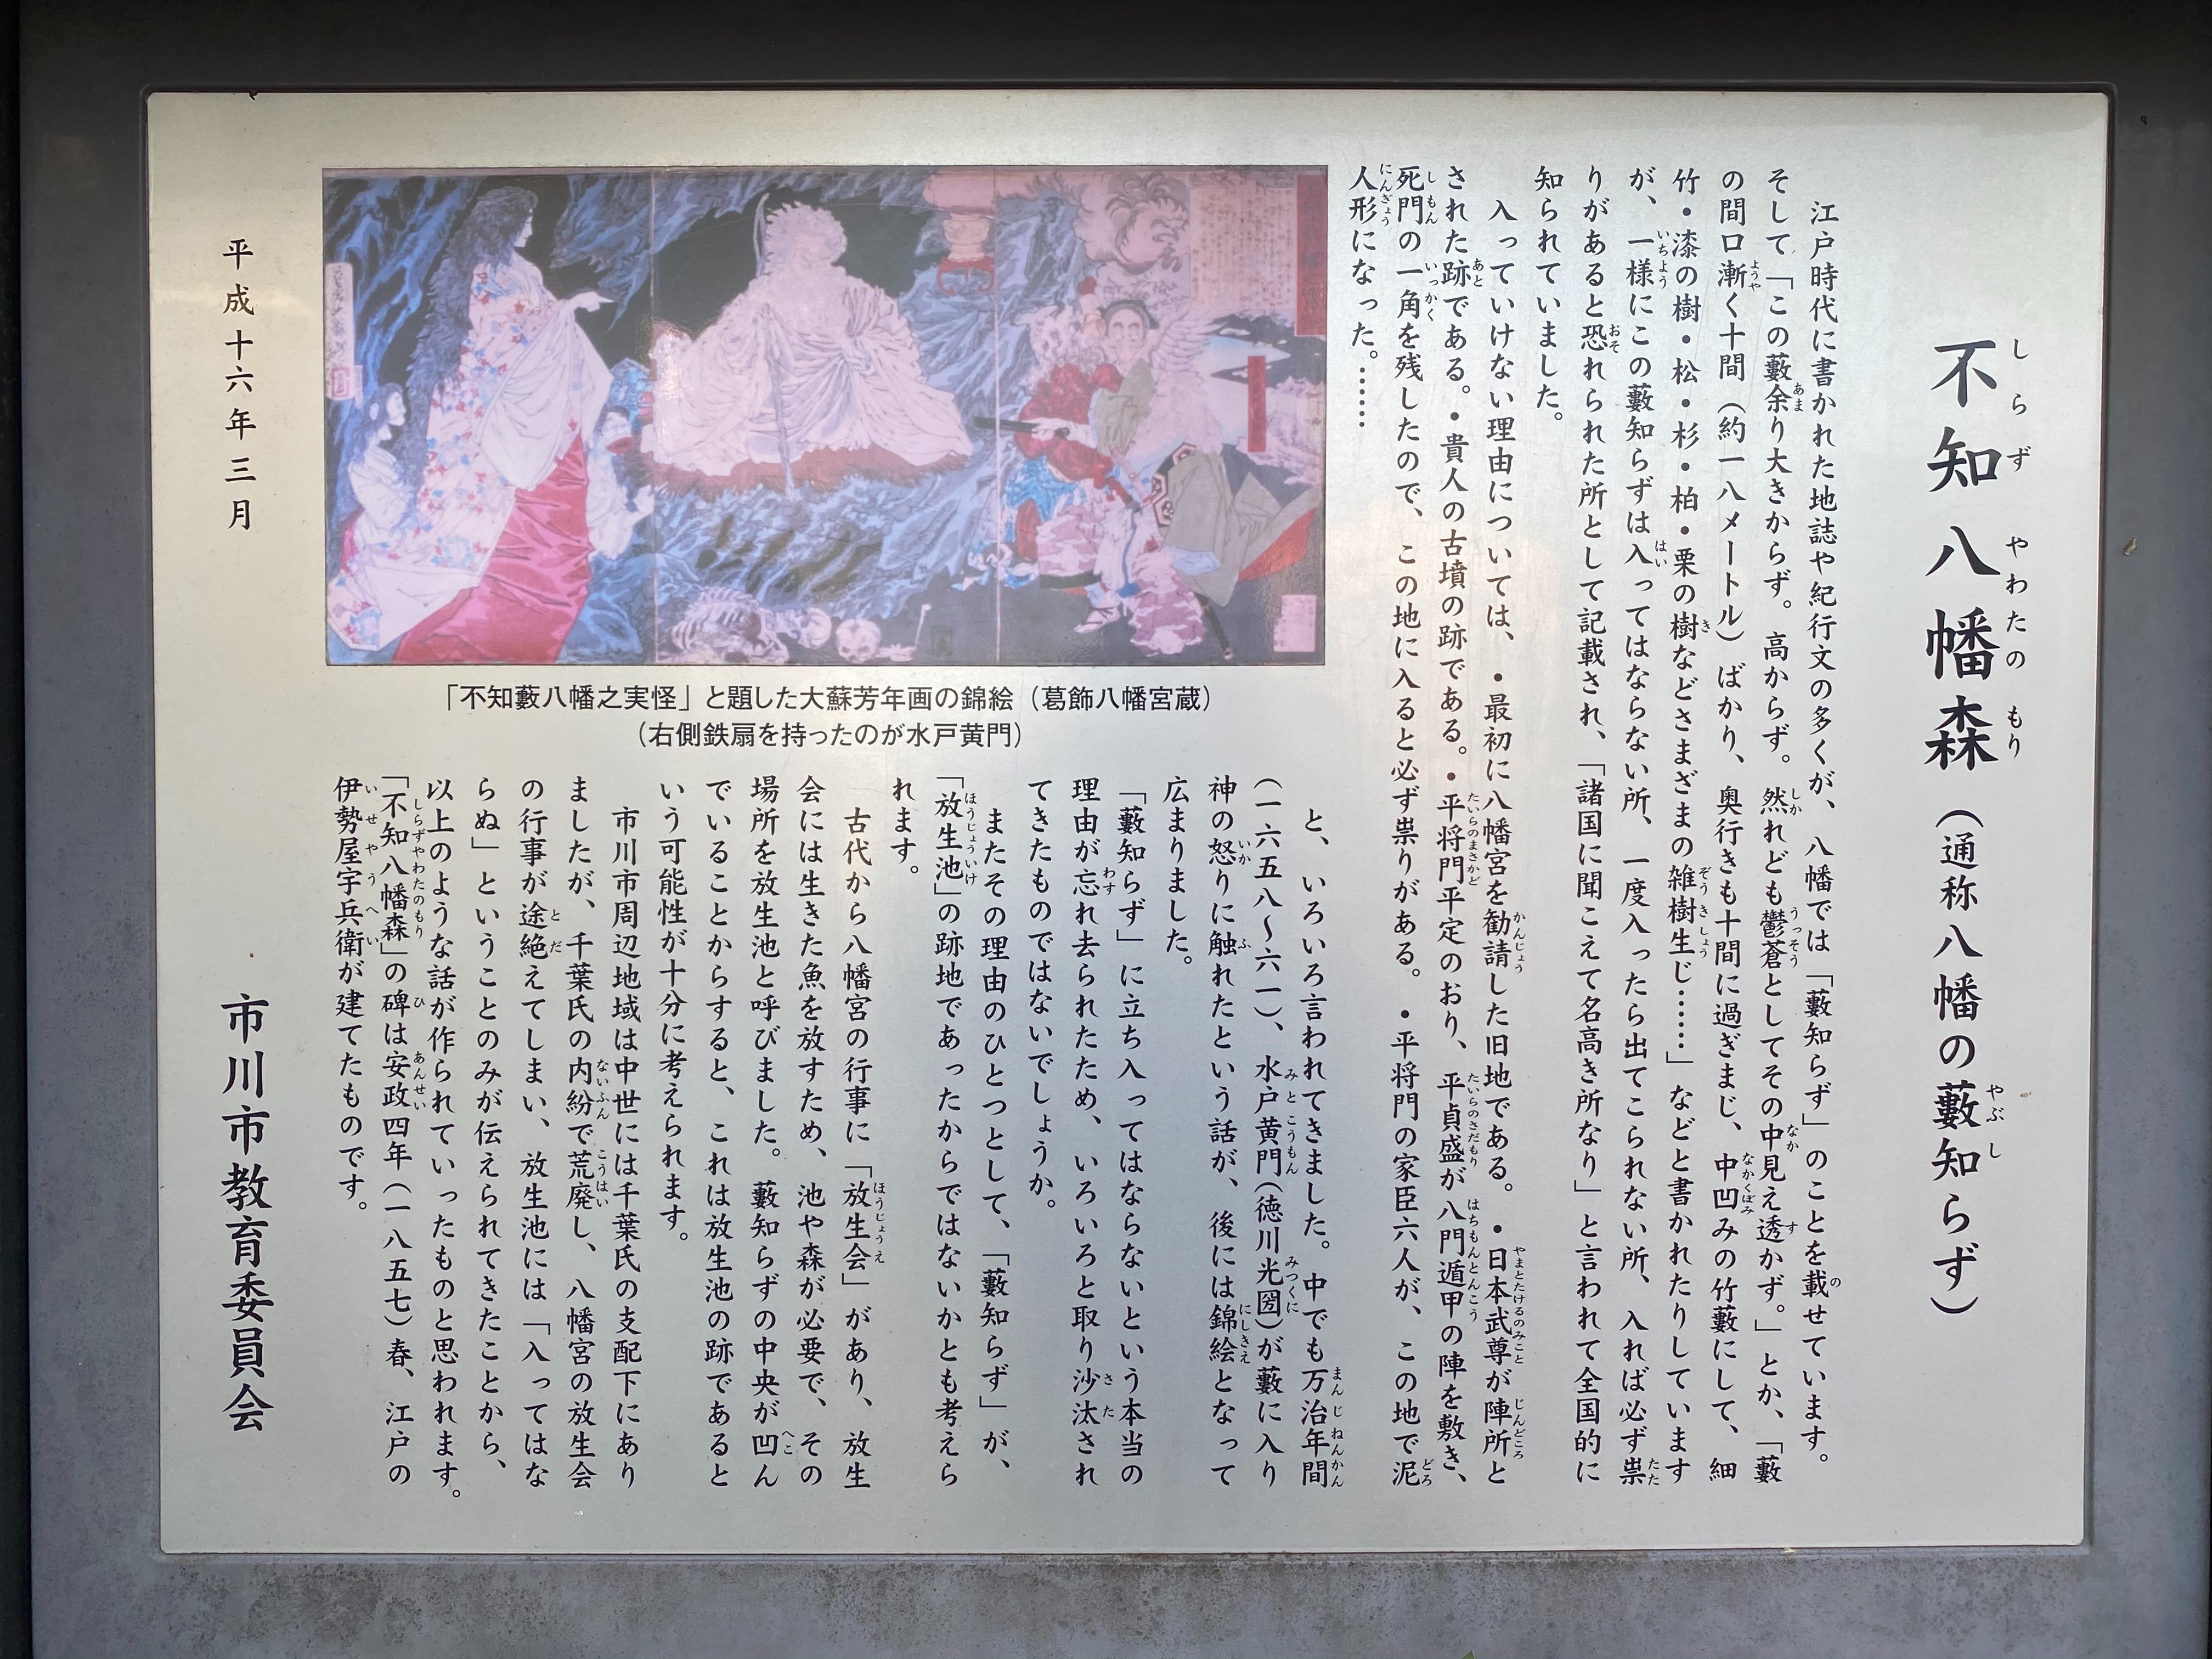 不知八幡森（通称八幡の藪知らず）
江戸時代に書かれた地誌や紀行文の多くが、八幡では「藪知らず」のことを載せています。
そして「この藪余り大きからず。高からず。然れども鬱蒼としてその中見え透かず。」とか、「藪
の間口漸く十間（約一八メートル）ばかり、奥行きも十間に過ぎまじ、中凹みの竹藪にして、細
竹・漆の樹・松・杉・柏・栗の樹などさまざまの雑樹生じ……」などと書かれたりしています
が、一様にこの藪知らずは入ってはならない所、一度入ったら出てこられない所、入れば必ず祟
りがあると恐れられた所として記載され、「諸国に聞こえて名高き所なり」と言われて全国的に
知られていました。
入っていけない理由については、・最初に八幡宮を勧請した旧地である。・日本武尊が陣所と
された跡である。・貴人の古墳の跡である。・平将門平定のおり、平貞盛が八門遁甲の陣を敷き、
死門の一角を残したので、この地に入ると必ず祟りがある。・平将門の家臣六人が、この地で泥
人形になった。……
と、いろいろ言われてきました。中でも万治年間
（一六五八～六一）、水戸黄門（徳川光圀）が藪に入り
神の怒りに触れたという話が、後には錦絵となって
広まりました。
「藪知らず」に立ち入ってはならないという本当の
理由が忘れ去られたため、いろいろと取り沙汰され
てきたものではないでしょうか。
またその理由のひとつとして、「藪知らず」が、
「放生池」の跡地であったからではないかとも考えら
れます。
古代から八幡宮の行事に「放生会」があり、放生
会には生きた魚を放すため、池や森が必要で、その
場所を放生池と呼びました。藪知らずの中央が凹ん
でいることからすると、これは放生池の跡であると
いう可能性が十分に考えられます。
市川市周辺地域は中世には千葉氏の支配下にあり
ましたが、千葉氏の内紛で荒廃し、八幡宮の放生会
の行事が途絶えてしまい、放生池には「入ってはな
らぬ」ということのみが伝えられてきたことから、
以上のような話が作られていったものと思われます。
「不知八幡森」の碑は安政四年（一八五七）春、江戸の
伊勢屋宇兵衛が建てたものです。
「不知藪八幡之実怪」と題した大蘇芳年画の錦絵（葛飾八幡宮蔵）
（右側鉄扇を持ったのが水戸黄門）
平成十六年三月
市川市教育委員会